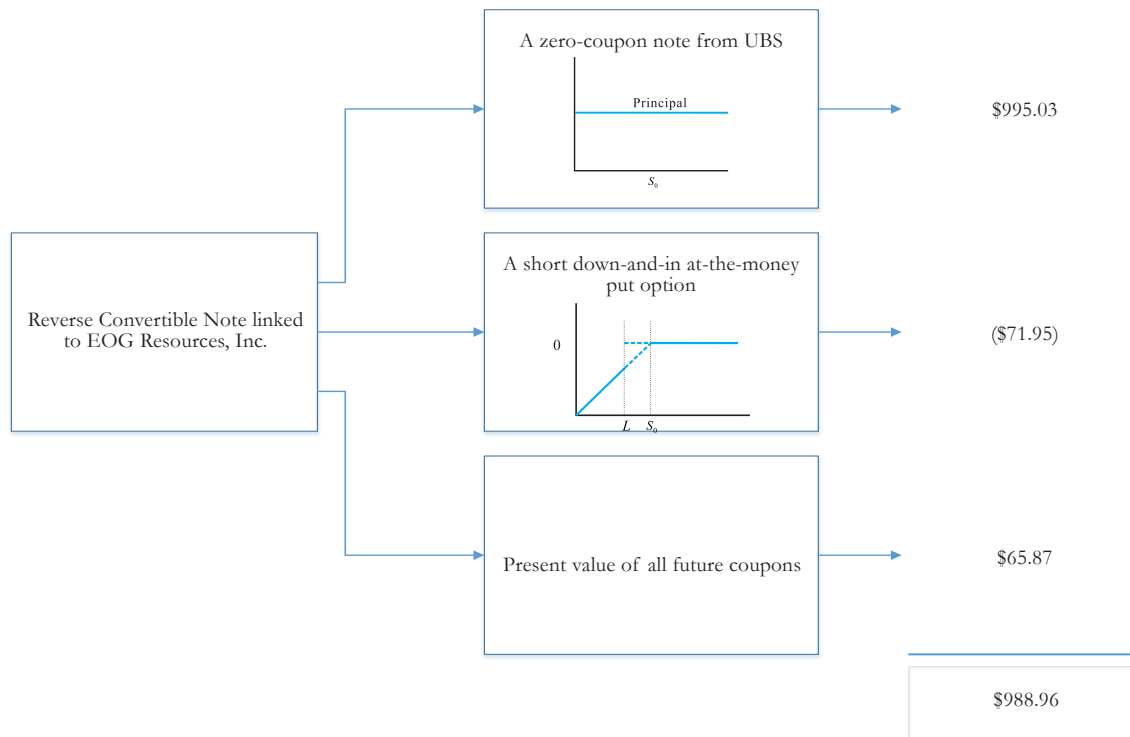 A zero-coupon note from UBS
Principal
S₀
$995.03
Reverse Convertible Note linked
to EOG Resources, Inc.
A short down-and-in at-the-money
put option
0
L S₀
($71.95)
Present value of all future coupons
$65.87
$988.96